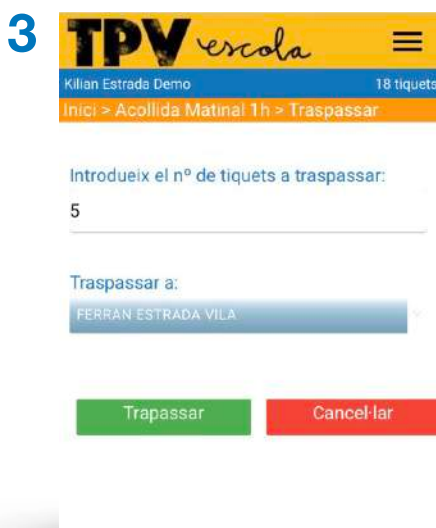 3
TPV escola
Kilian Estrada Demo 18 tiquets
Inici > Acollida Matinal 1h > Traspassar
Introdueix el nº de tiquets a traspassar:
5
Traspassar a:
FERRAN ESTRADA VILA
Trapassar Cancel·lar